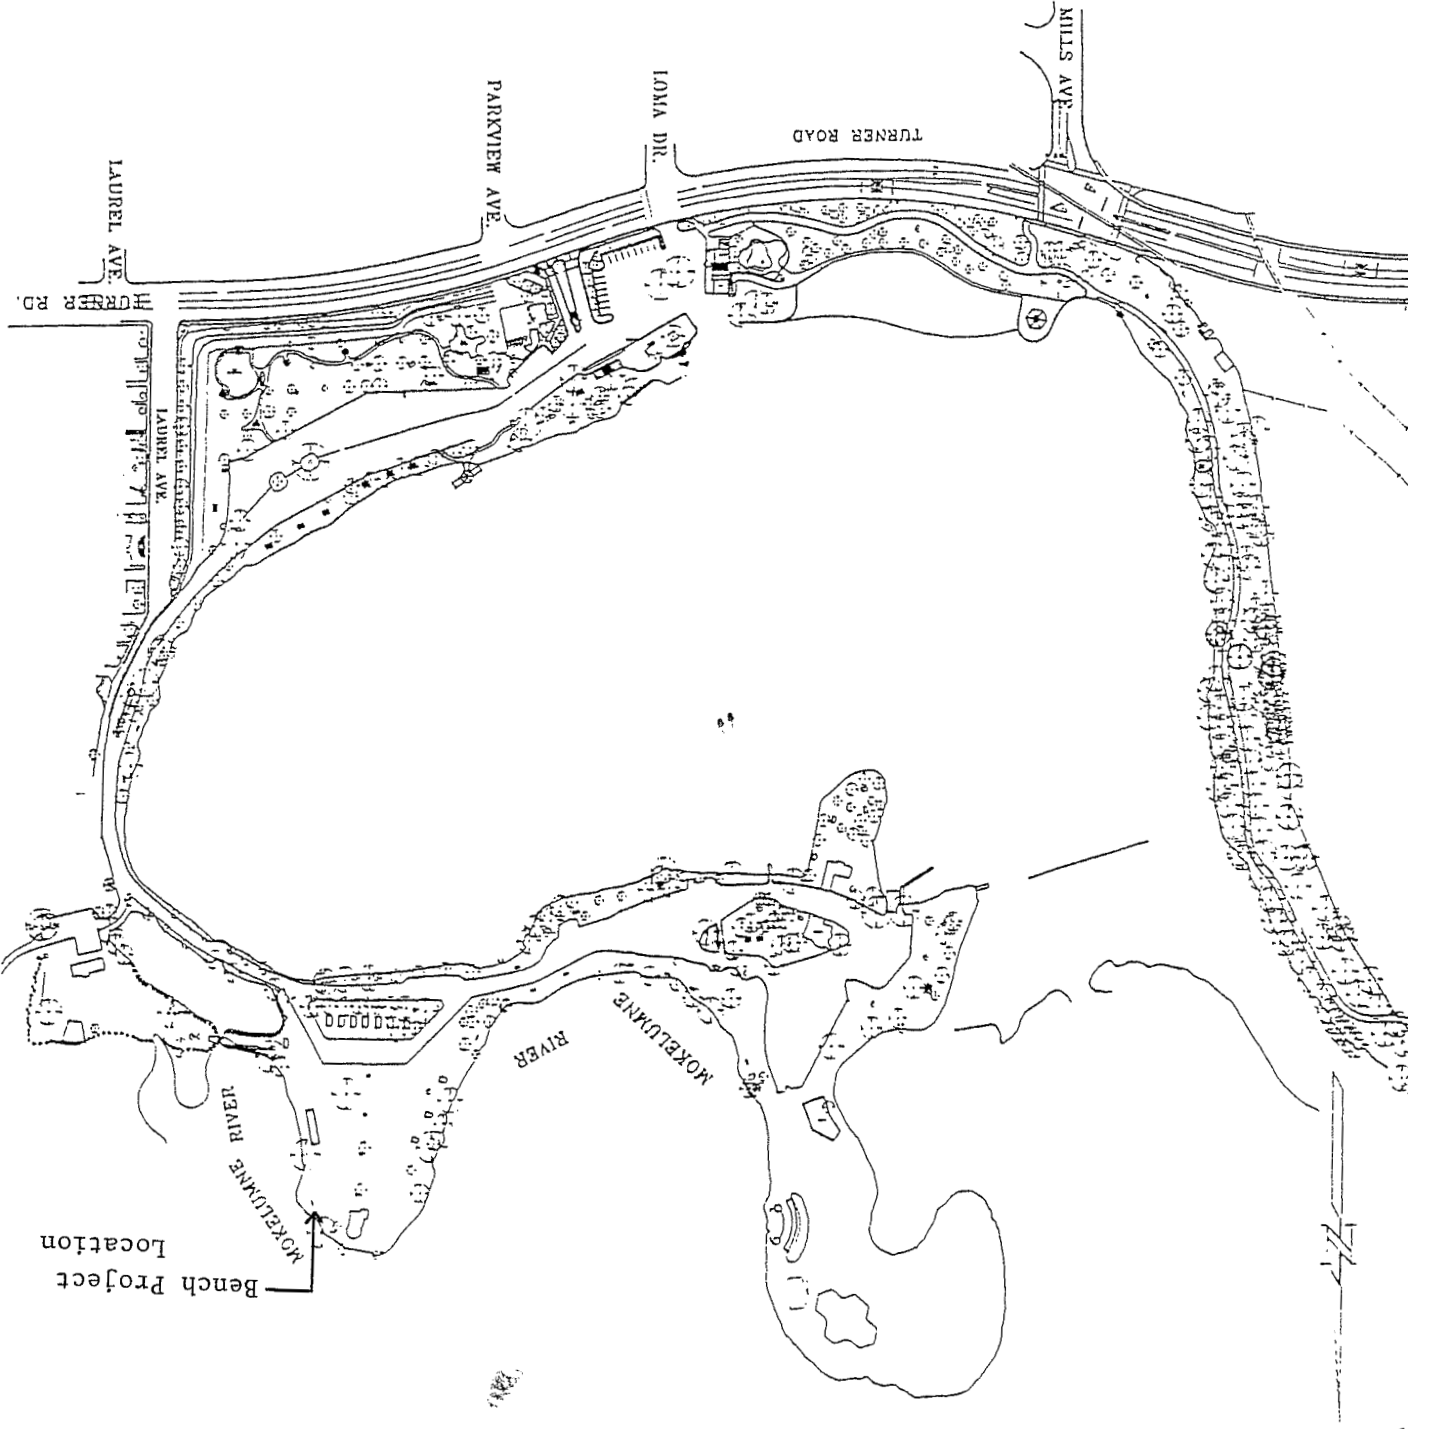 Bench Project
Location
MOKELUMNE RIVER
MOKELUMNE
RIVER
LAUREL AVE.
TURNER RD.
LAUREL AVE
PARKVIEW AVE.
LOMA DR.
TURNER ROAD
MILLS AVE